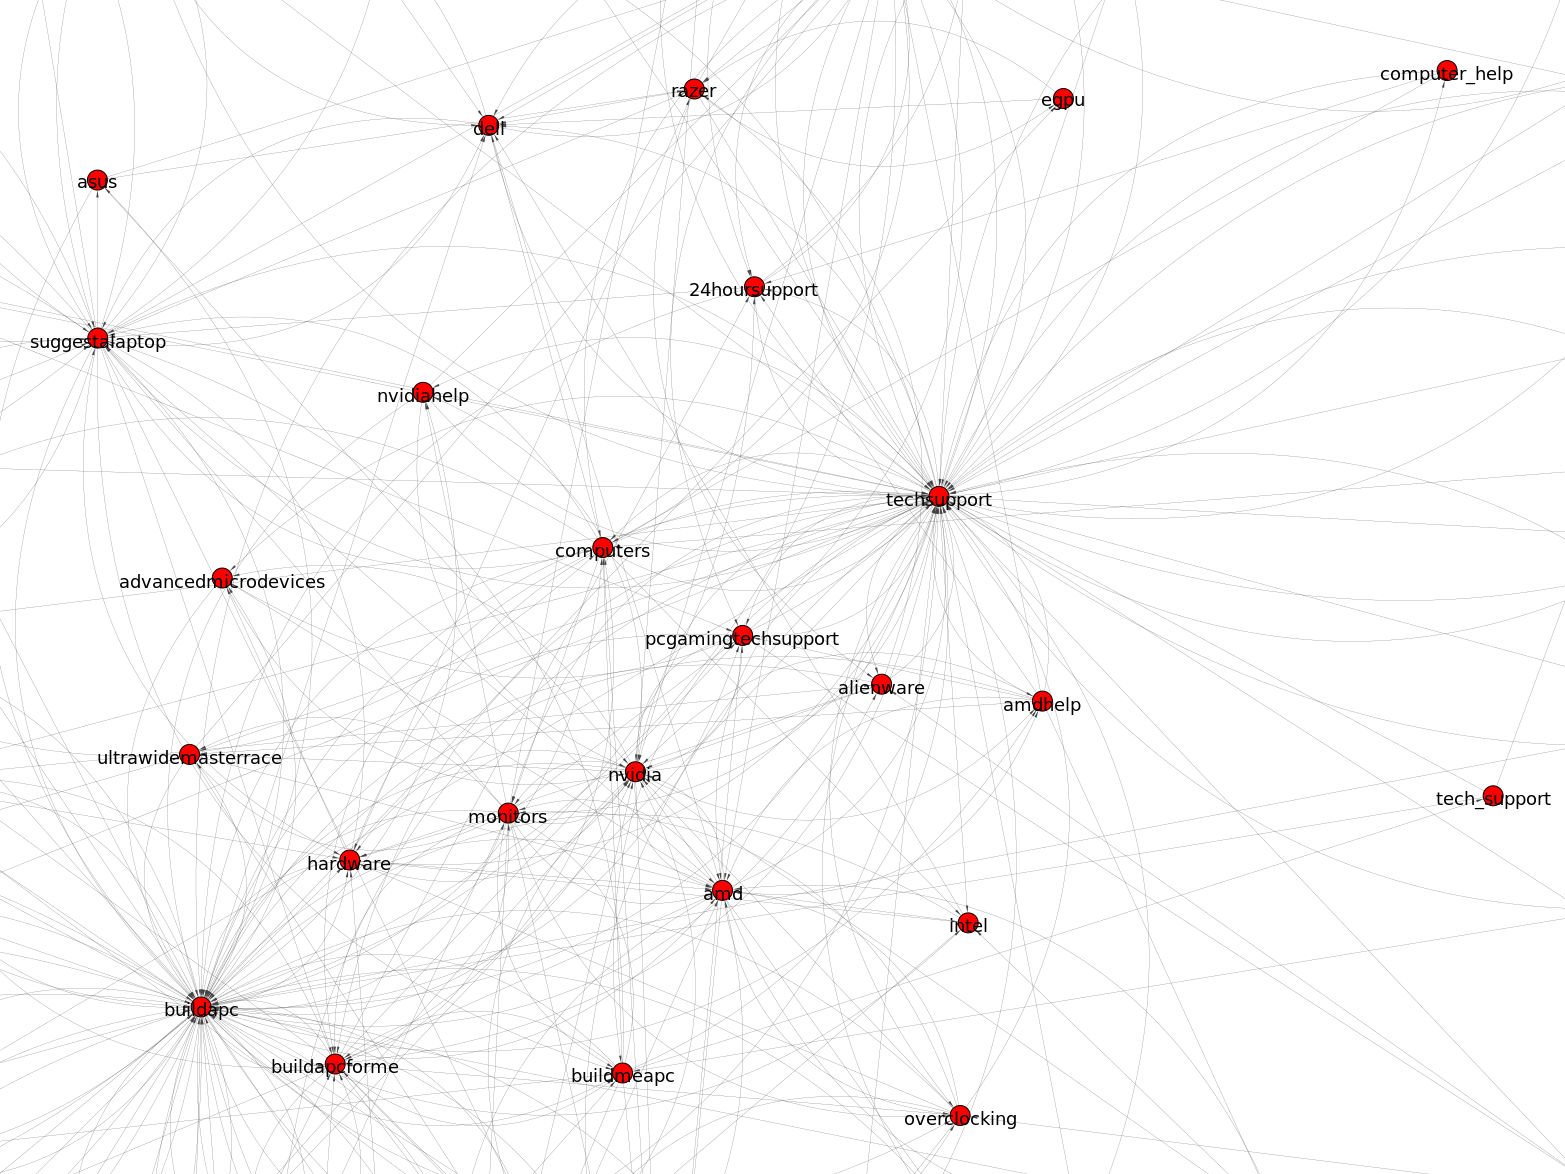 computer_help
razer
egpu
dell
asus
24hoursupport
suggestalaptop
nvidiahelp
techsupport
computers
advancedmicrodevices
pcgamingtechsupport
alienware
amdhelp
ultrawidemasterrace
nvidia
tech_support
monitors
hardware
amd
intel
buildapc
buildapcforme
buildmeapc
overclocking